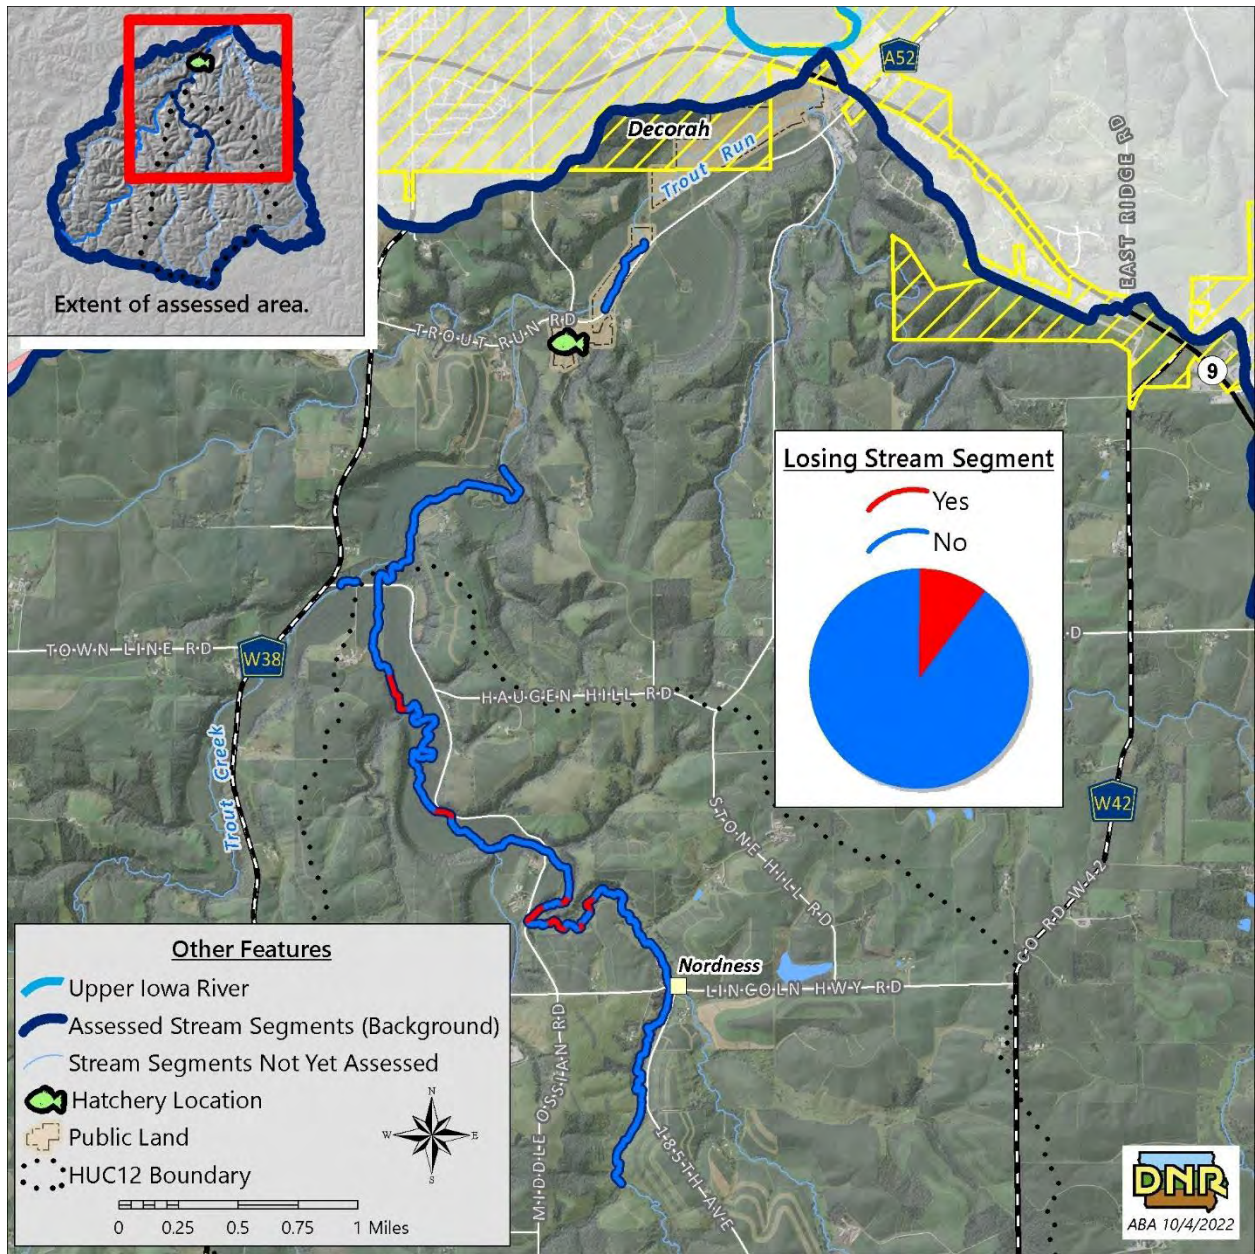 Extent of assessed area.
A52
Decorah
Trout Run
EAST RIDGE RD
TROUT RUN RD
9
Losing Stream Segment
Yes
No
TOWN LINE RD
W38
HAUGEN HILL RD
Trout Creek
STONE HILL RD
W42
CO RD W42
Nordness
LINCOLN HWY RD
MIDDLE OSSIAN RD
185TH AVE
Other Features
Upper Iowa River
Assessed Stream Segments (Background)
Stream Segments Not Yet Assessed
Hatchery Location
Public Land
HUC12 Boundary
N
W E
S
0 0.25 0.5 0.75 1 Miles
DNR
ABA 10/4/2022